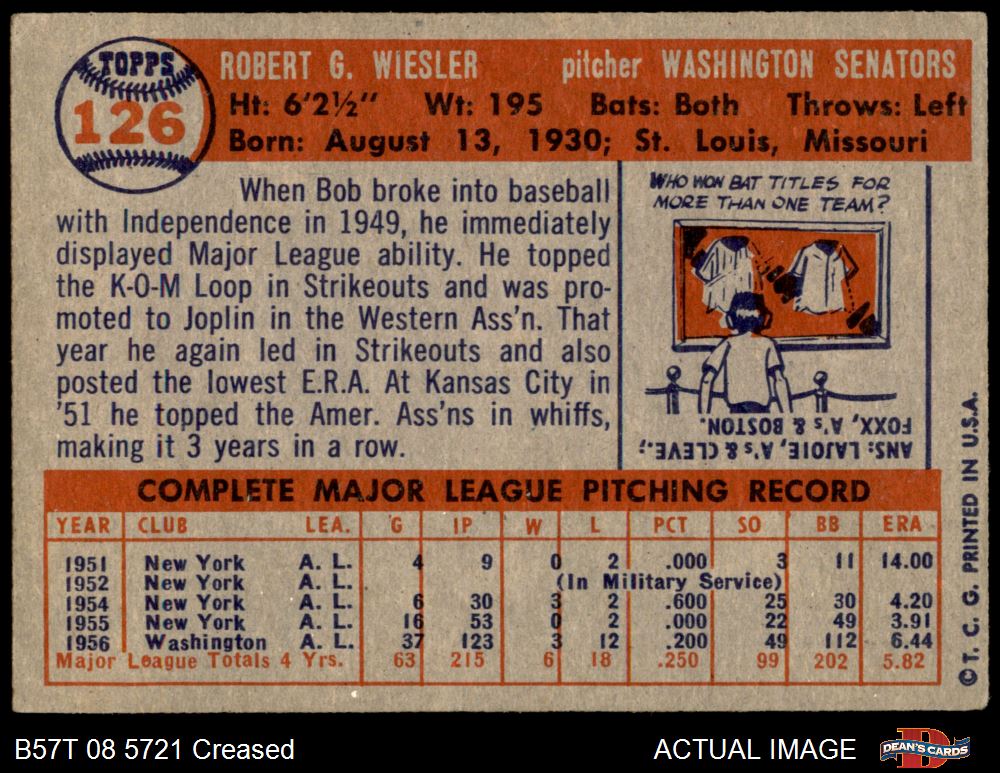 TOPPS
126
ROBERT G. WIESLER pitcher WASHINGTON SENATORS
Ht: 6'2½" Wt: 195 Bats: Both Throws: Left
Born: August 13, 1930; St. Louis, Missouri
When Bob broke into baseball
with Independence in 1949, he immediately
displayed Major League ability. He topped
the K-O-M Loop in Strikeouts and was pro-
moted to Joplin in the Western Ass'n. That
year he again led in Strikeouts and also
posted the lowest E.R.A. At Kansas City in
'51 he topped the Amer. Ass'ns in whiffs,
making it 3 years in a row.
WHO WON BAT TITLES FOR
MORE THAN ONE TEAM?
ANS: LAJOIE, A's & CLEVE.;
FOXX, A's & BOSTON.
COMPLETE MAJOR LEAGUE PITCHING RECORD
YEAR CLUB LEA. G IP W L PCT SO BB ERA
1951 New York A. L. 4 9 0 2 .000 3 11 14.00
1952 New York A. L. (In Military Service)
1954 New York A. L. 6 30 3 2 .600 25 30 4.20
1955 New York A. L. 16 53 0 2 .000 22 49 3.91
1956 Washington A. L. 37 123 3 12 .200 49 112 6.44
Major League Totals 4 Yrs. 63 215 6 18 .250 99 202 5.82
© T. C. G. PRINTED IN U.S.A.
B57T 08 5721 Creased
ACTUAL IMAGE
DEAN'S CARDS